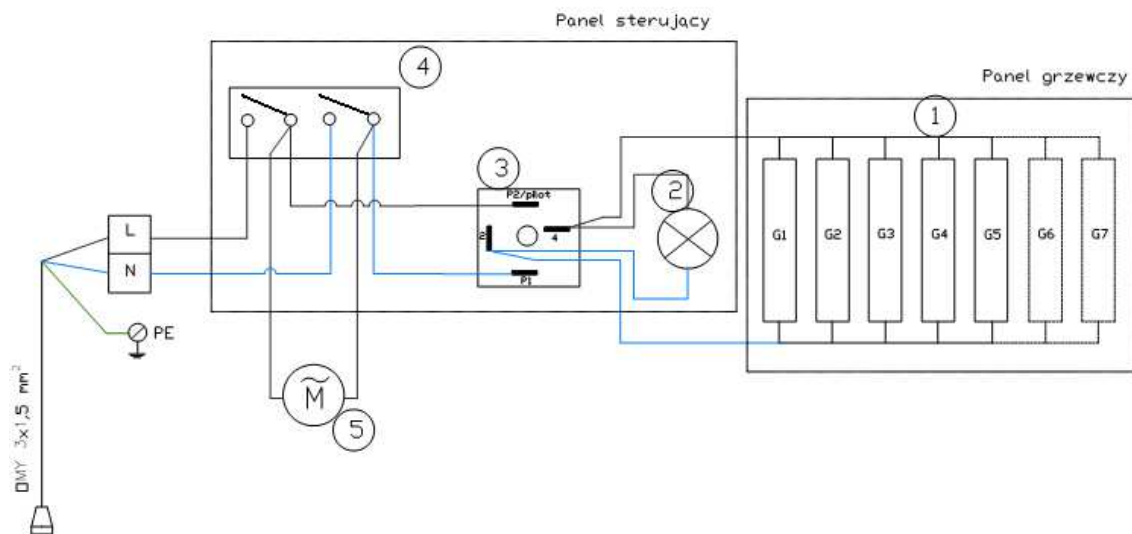 Panel sterujący
Panel grzewczy
4
1
3
2
P2/pilot
2
4
P1
G1 G2 G3 G4 G5 G6 G7
L
N
PE
M
5
OMY 3x1,5 mm²